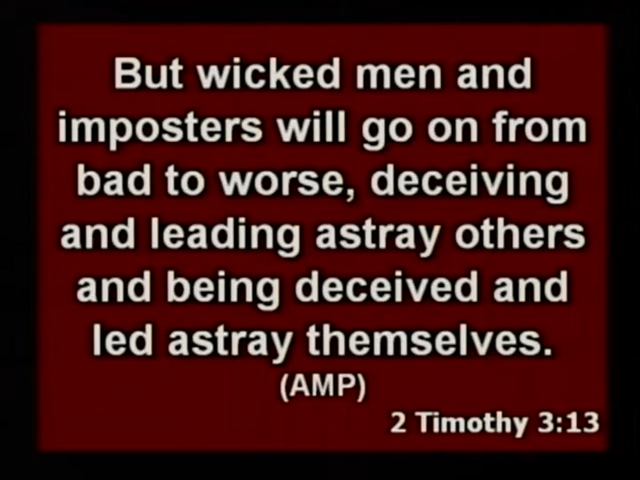 But wicked men and
imposters will go on from
bad to worse, deceiving
and leading astray others
and being deceived and
led astray themselves.
(AMP)
2 Timothy 3:13